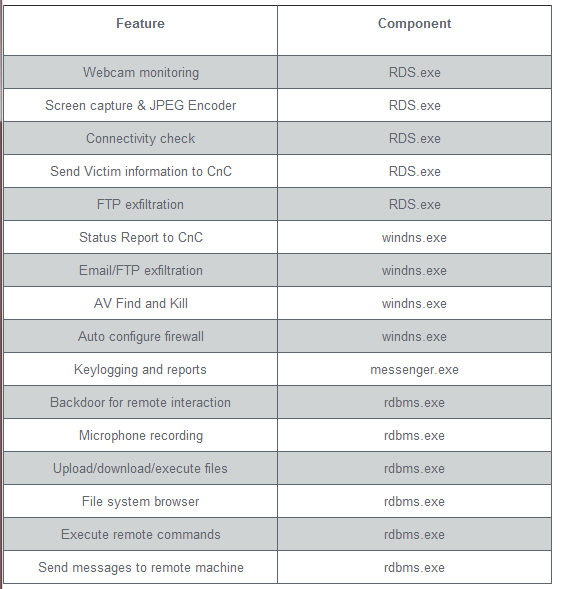 Feature Component
Webcam monitoring RDS.exe
Screen capture & JPEG Encoder RDS.exe
Connectivity check RDS.exe
Send Victim information to CnC RDS.exe
FTP exfiltration RDS.exe
Status Report to CnC windns.exe
Email/FTP exfiltration windns.exe
AV Find and Kill windns.exe
Auto configure firewall windns.exe
Keylogging and reports messenger.exe
Backdoor for remote interaction rdbms.exe
Microphone recording rdbms.exe
Upload/download/execute files rdbms.exe
File system browser rdbms.exe
Execute remote commands rdbms.exe
Send messages to remote machine rdbms.exe